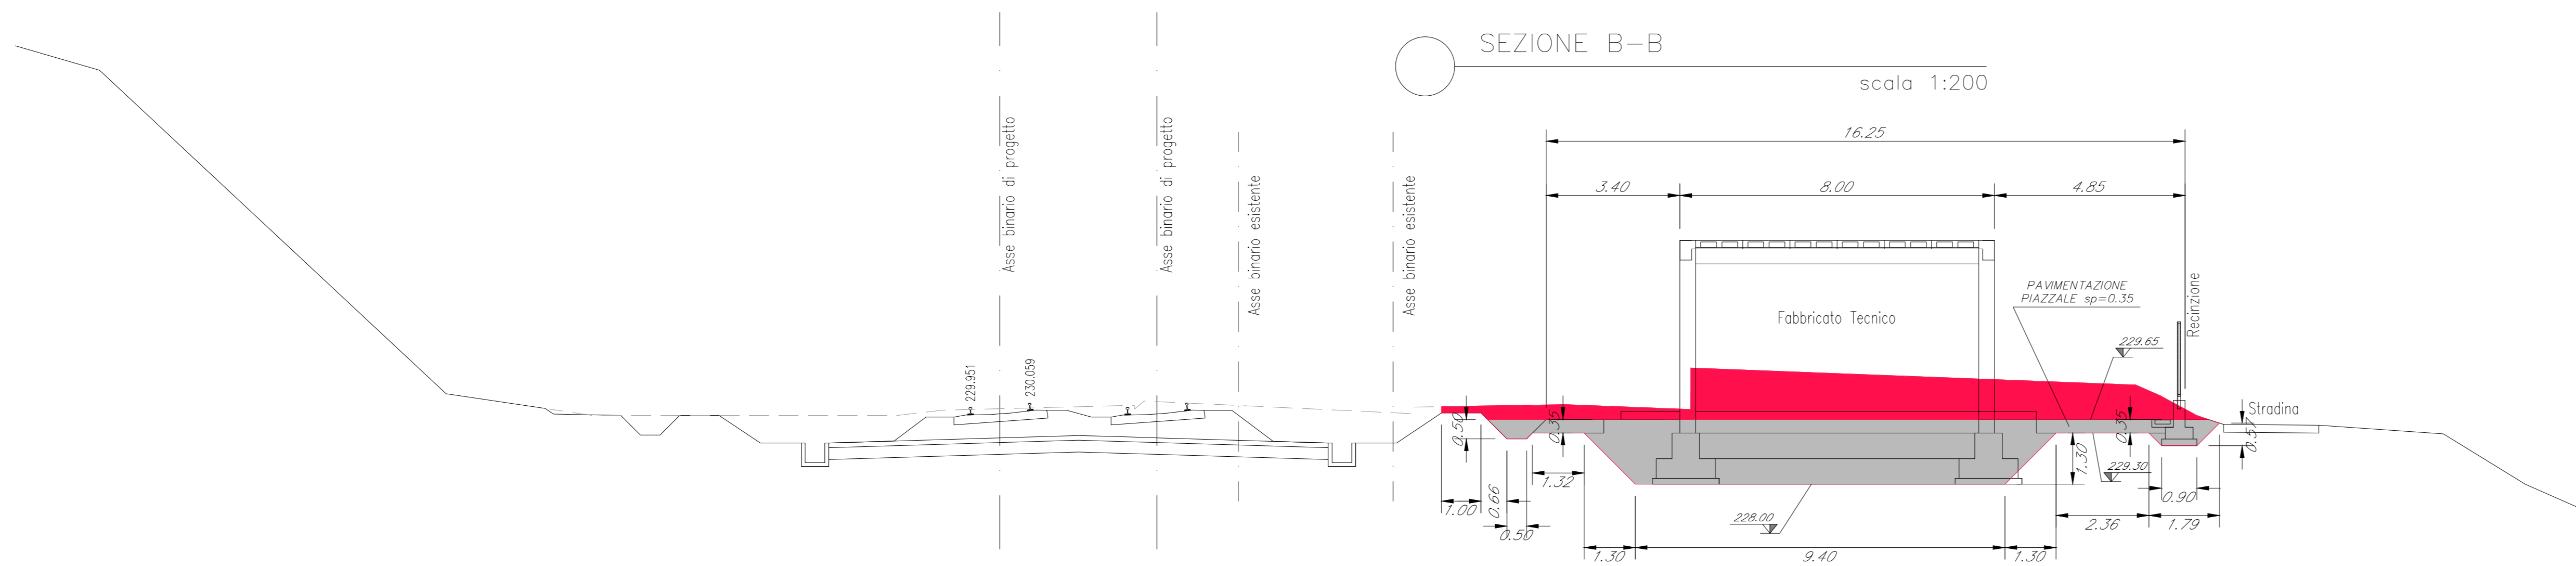 SEZIONE B-B
scala 1:200
Asse binario di progetto
Asse binario di progetto
Asse binario esistente
Asse binario esistente
16.25
3.40
8.00
4.85
PAVIMENTAZIONE
PIAZZALE sp=0.35
Recinzione
Fabbricato Tecnico
229.65
229.951
230.059
Stradina
0.50
0.35
0.35
0.57
1.30
229.30
1.32
0.90
1.00
0.66
0.50
228.00
2.36
1.79
1.30
9.40
1.30